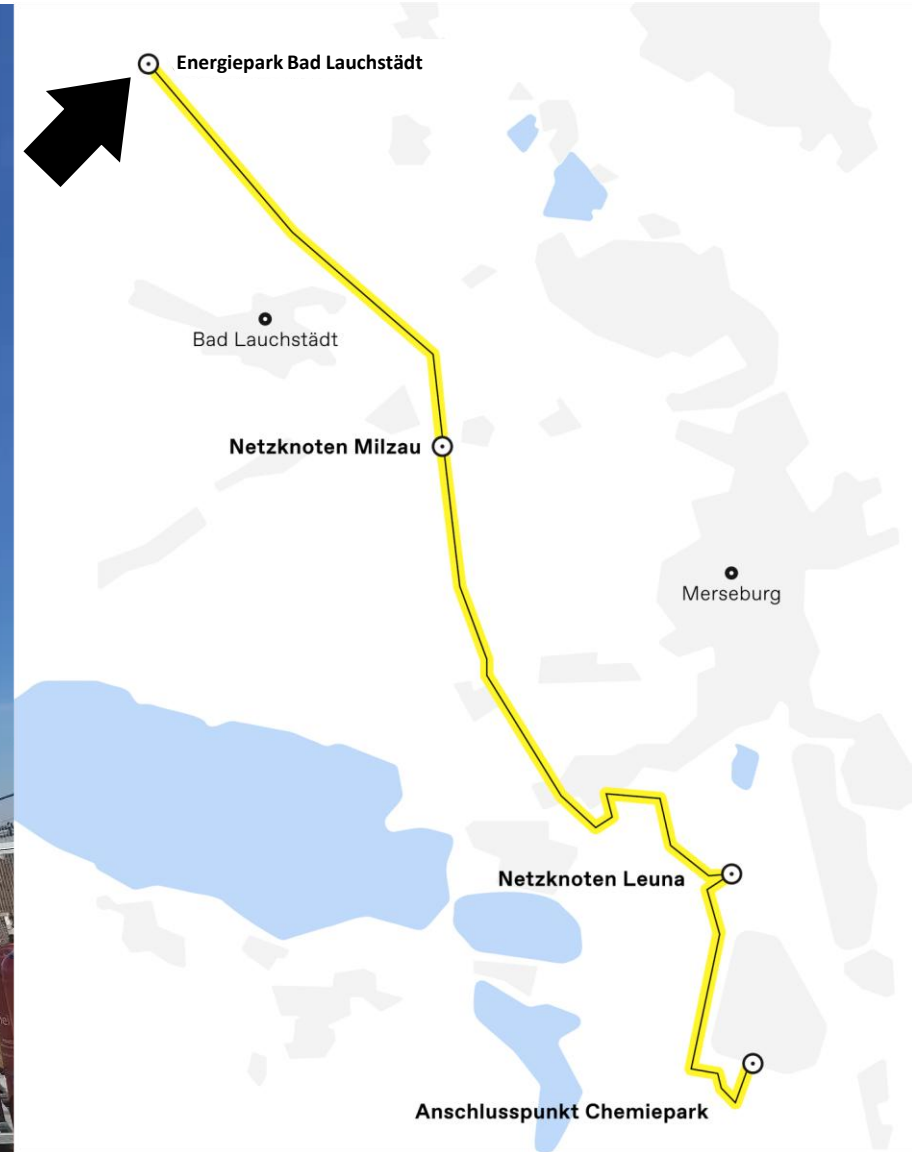 Energiepark Bad Lauchstädt
Bad Lauchstädt
Netzknoten Milzau
Merseburg
Netzknoten Leuna
Anschlusspunkt Chemiepark